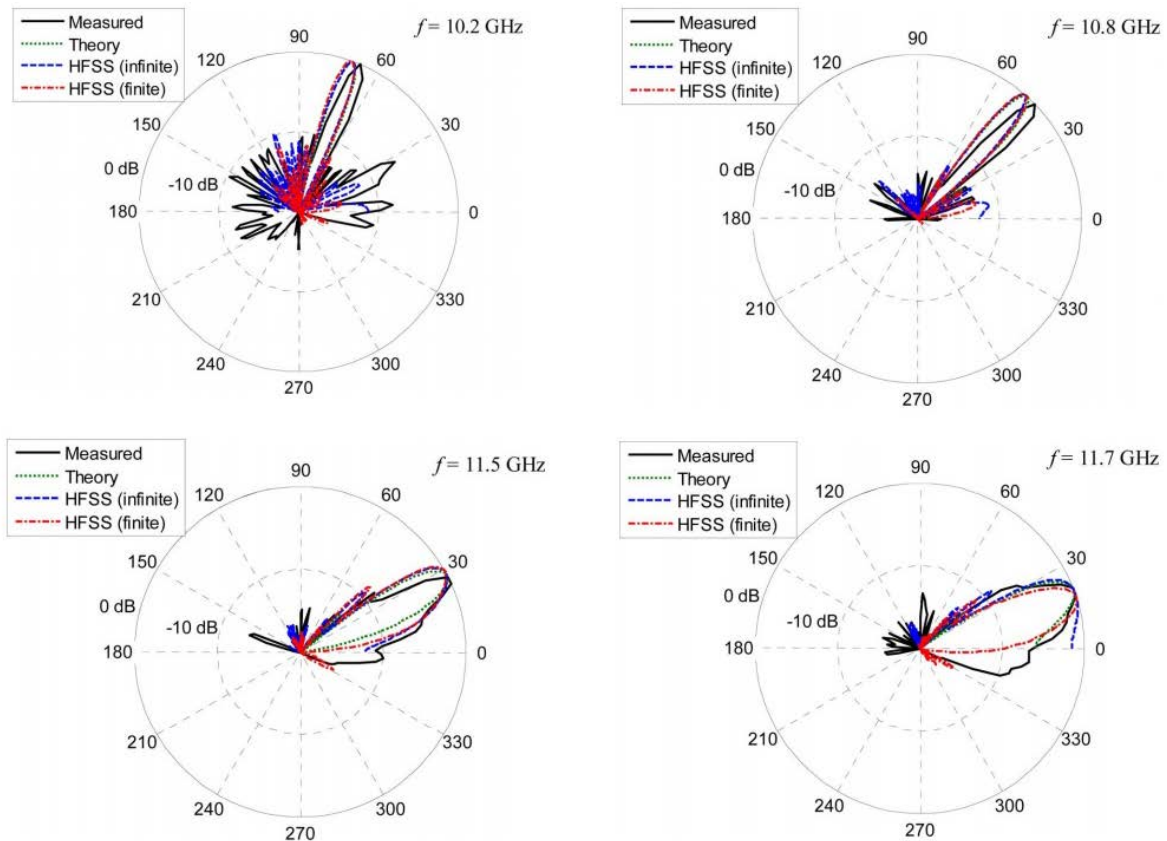 Measured
Theory
HFSS (infinite)
HFSS (finite)
f = 10.2 GHz
90
120
60
150
30
0 dB
-10 dB
180
0
210
330
240
300
270
Measured
Theory
HFSS (infinite)
HFSS (finite)
f = 10.8 GHz
90
120
60
150
30
0 dB
-10 dB
180
0
210
330
240
300
270
Measured
Theory
HFSS (infinite)
HFSS (finite)
f = 11.5 GHz
90
120
60
150
30
0 dB
-10 dB
180
0
210
330
240
300
270
Measured
Theory
HFSS (infinite)
HFSS (finite)
f = 11.7 GHz
90
120
60
150
30
0 dB
-10 dB
180
0
210
330
240
300
270